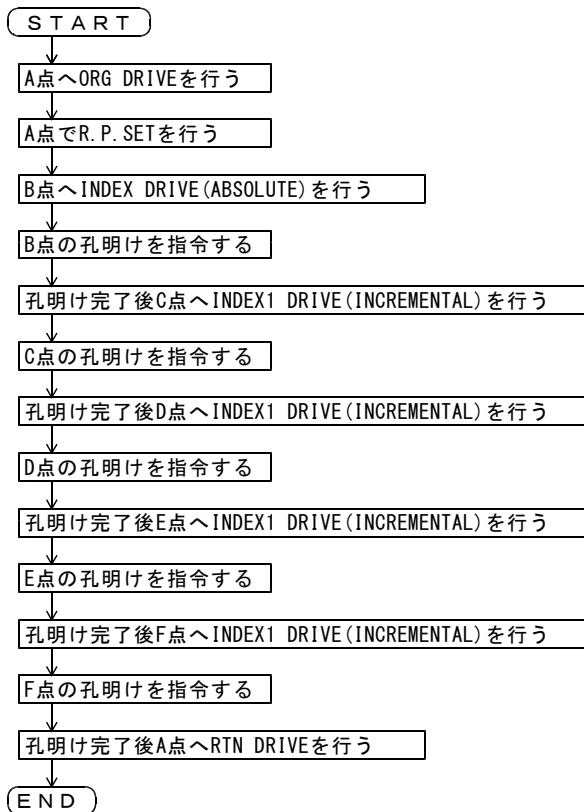 ＳＴＡＲＴ
A点へORG DRIVEを行う
A点でR.P.SETを行う
B点へINDEX DRIVE(ABSOLUTE)を行う
B点の孔明けを指令する
孔明け完了後C点へINDEX1 DRIVE(INCREMENTAL)を行う
C点の孔明けを指令する
孔明け完了後D点へINDEX1 DRIVE(INCREMENTAL)を行う
D点の孔明けを指令する
孔明け完了後E点へINDEX1 DRIVE(INCREMENTAL)を行う
E点の孔明けを指令する
孔明け完了後F点へINDEX1 DRIVE(INCREMENTAL)を行う
F点の孔明けを指令する
孔明け完了後A点へRTN DRIVEを行う
ＥＮＤ